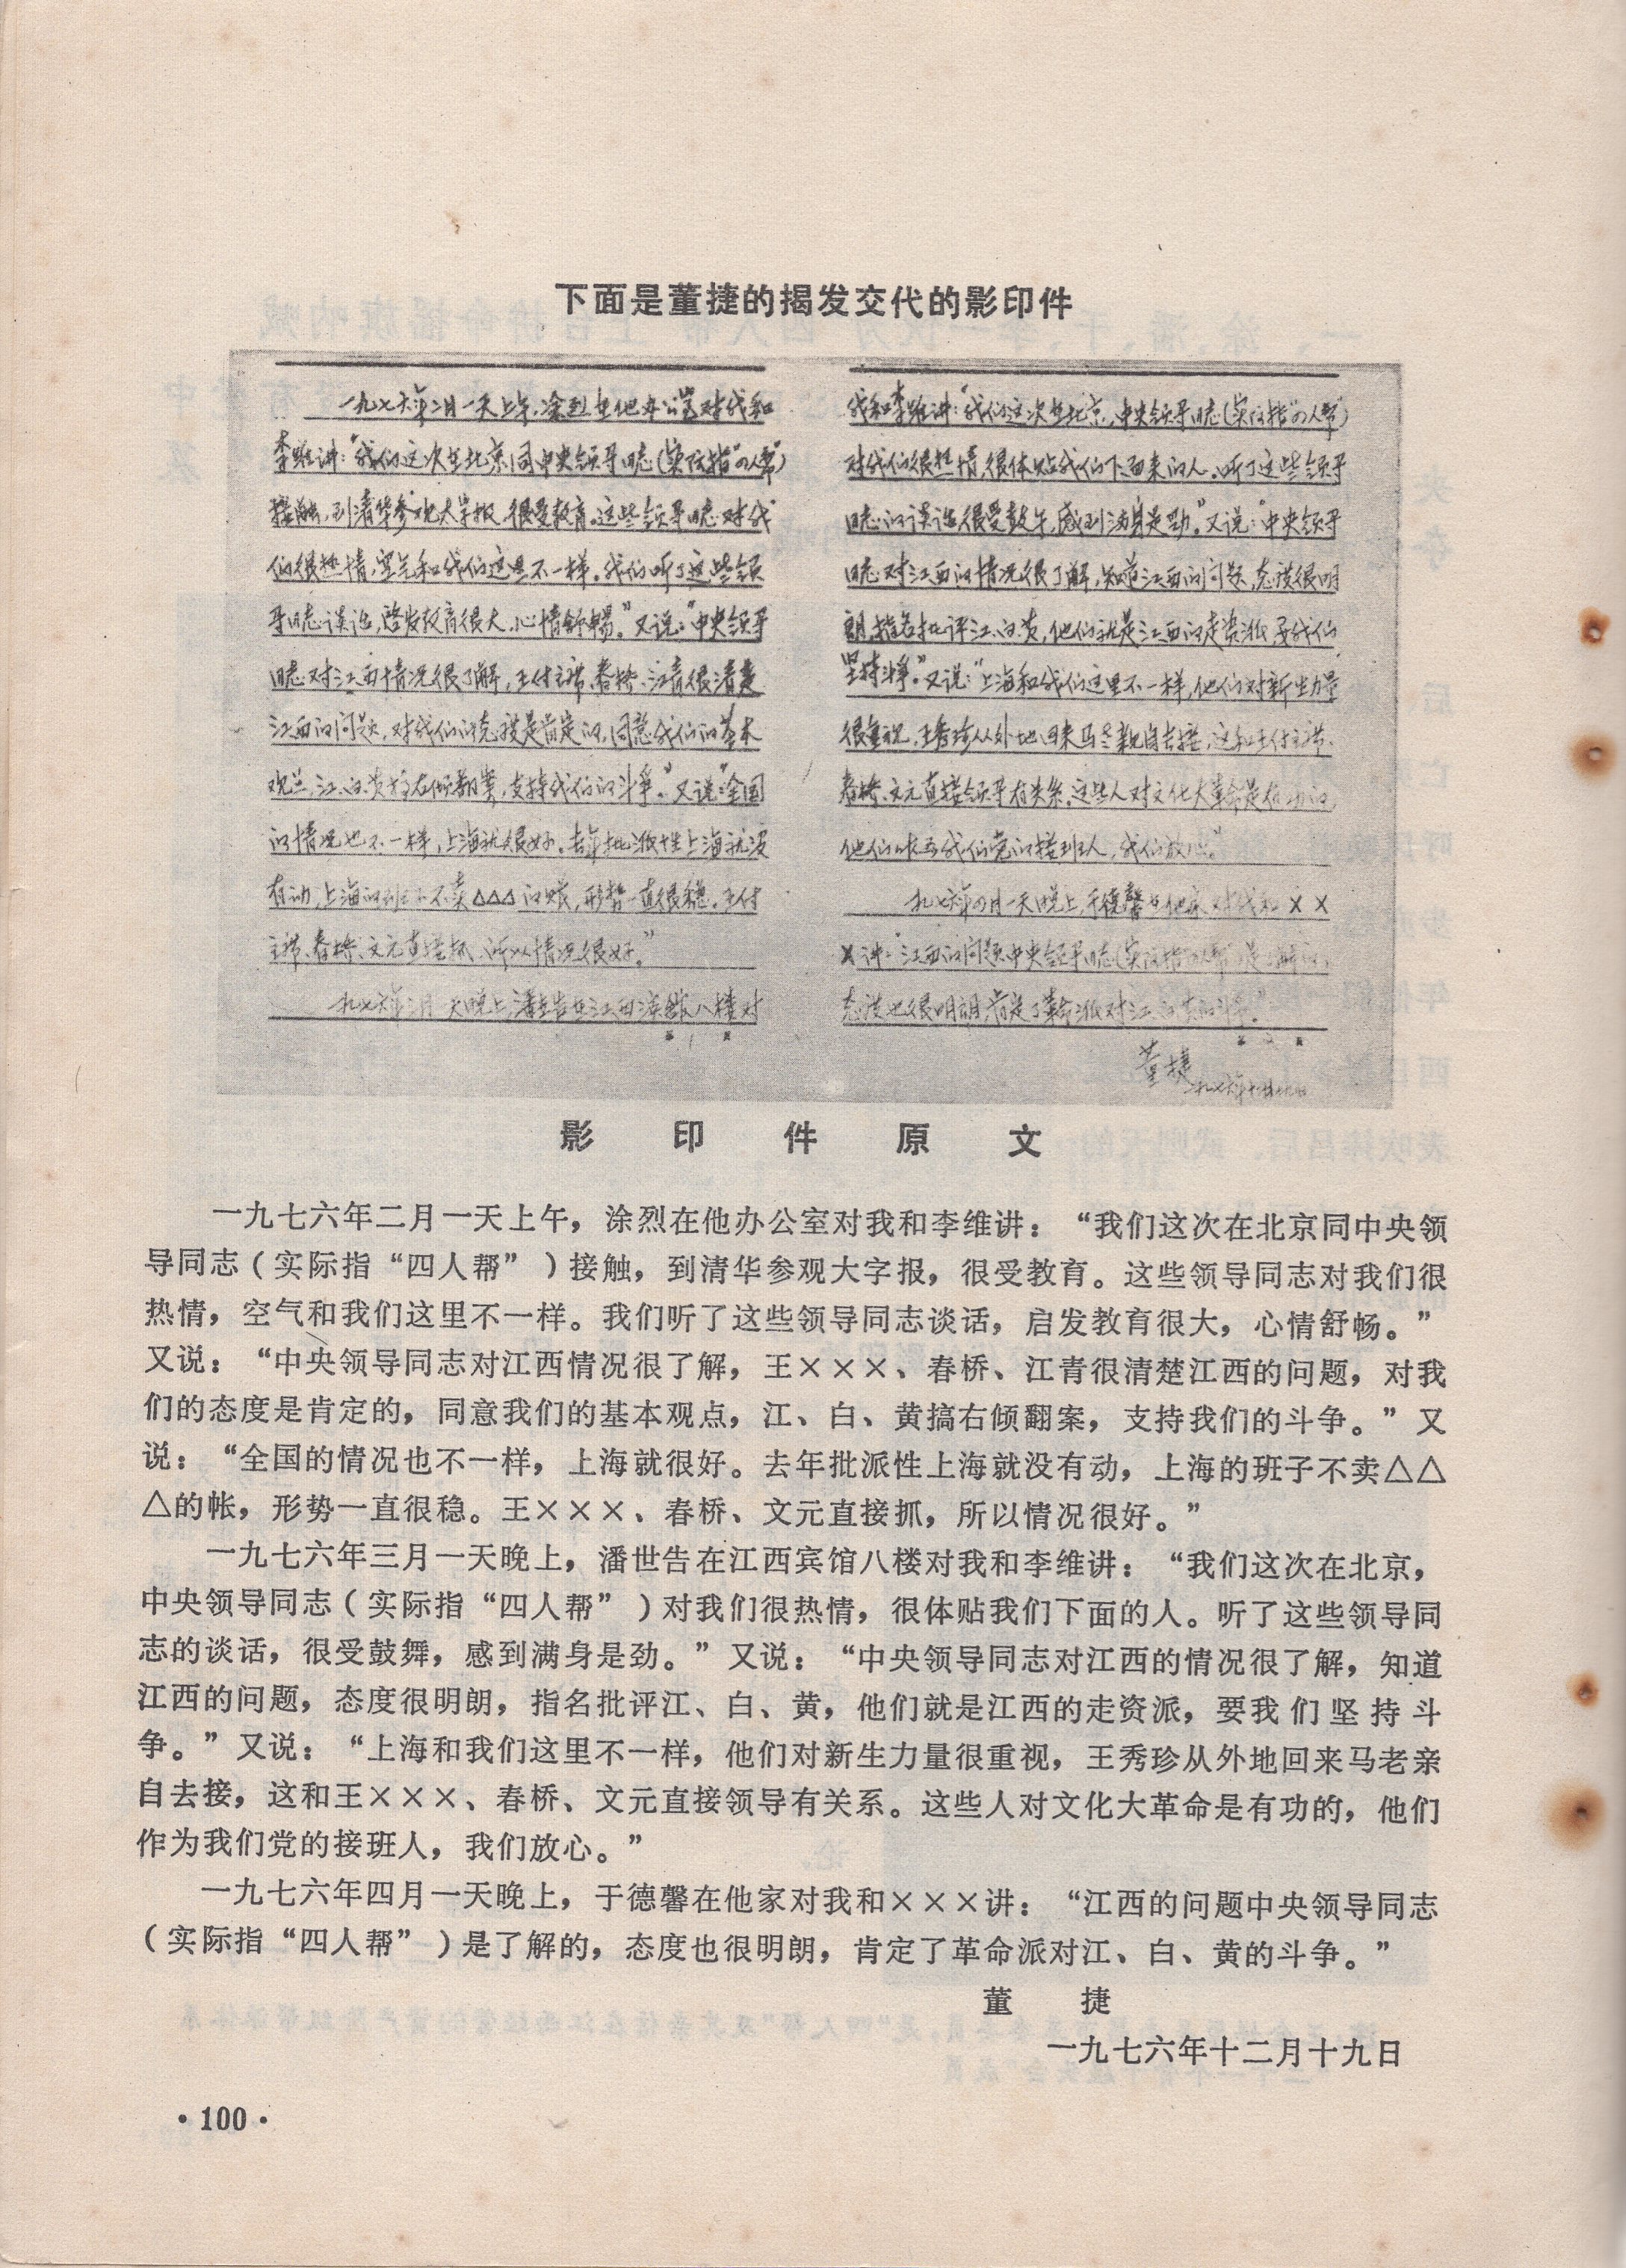 下面是董捷的揭发交代的影印件
一九七六年二月一天上午，涂烈在他办公室对我和
李维讲：“我们这次在北京同中央领导同志（实际指“四人帮”）
接触，到清华参观大字报，很受教育。这些领导同志对我
们很热情，空气和我们这里不一样。我们听了这些领
导同志谈话，启发教育很大，心情舒畅。”又说：“中央领导
同志对江西情况很了解，王付主席、春桥、江青很清楚
江西的问题，对我们的态度是肯定的，同意我们的基本
观点，江、白、黄搞右倾翻案，支持我们的斗争。”又说：“全国
的情况也不一样，上海就很好。去年批派性上海就没
有动，上海的班子不卖△△△的账，形势一直很稳。王付
主席、春桥、文元直接抓，所以情况很好。”
一九七六年三月一天晚上，潘世告在江西宾馆八楼对
我和李维讲：“我们这次在北京，中央领导同志（实际指“四人帮”）
对我们很热情，很体贴我们下面来的人。听了这些领导
同志的谈话，很受鼓午，感到满身是劲。”又说：“中央领导
同志对江西的情况很了解，知道江西的问题，态度很明
朗，指名批评江、白、黄，他们就是江西的走资派，要我们
坚持斗争。”又说：“上海和我们这里不一样，他们对新生力量
很重视，王秀珍从外地回来马老亲自去接，这和王付主席、
春桥、文元直接领导有关系。这些人对文化大革命是有功的，
他们作为我们党的接班人，我们放心。”
一九七六年四月一天晚上，于德馨在他家对我和××
×讲：“江西的问题中央领导同志（实际指“四人帮”）是了解的，
态度也很明朗，肯定了革命派对江、白、黄的斗争。”
董捷
一九七六年十二月十九日
影印件原文
一九七六年二月一天上午，涂烈在他办公室对我和李维讲：“我们这次在北京同中央领
导同志（实际指“四人帮”）接触，到清华参观大字报，很受教育。这些领导同志对我们很
热情，空气和我们这里不一样。我们听了这些领导同志谈话，启发教育很大，心情舒畅。”
又说：“中央领导同志对江西情况很了解，王×××、春桥、江青很清楚江西的问题，对我
们的态度是肯定的，同意我们的基本观点，江、白、黄搞右倾翻案，支持我们的斗争。”又
说：“全国的情况也不一样，上海就很好。去年批派性上海就没有动，上海的班子不卖△△
△的帐，形势一直很稳。王×××、春桥、文元直接抓，所以情况很好。”
一九七六年三月一天晚上，潘世告在江西宾馆八楼对我和李维讲：“我们这次在北京，
中央领导同志（实际指“四人帮”）对我们很热情，很体贴我们下面的人。听了这些领导同
志的谈话，很受鼓舞，感到满身是劲。”又说：“中央领导同志对江西的情况很了解，知道
江西的问题，态度很明朗，指名批评江、白、黄，他们就是江西的走资派，要我们坚持斗
争。”又说：“上海和我们这里不一样，他们对新生力量很重视，王秀珍从外地回来马老亲
自去接，这和王×××、春桥、文元直接领导有关系。这些人对文化大革命是有功的，他们
作为我们党的接班人，我们放心。”
一九七六年四月一天晚上，于德馨在他家对我和×××讲：“江西的问题中央领导同志
（实际指“四人帮”）是了解的，态度也很明朗，肯定了革命派对江、白、黄的斗争。”
董捷
一九七六年十二月十九日
·100·